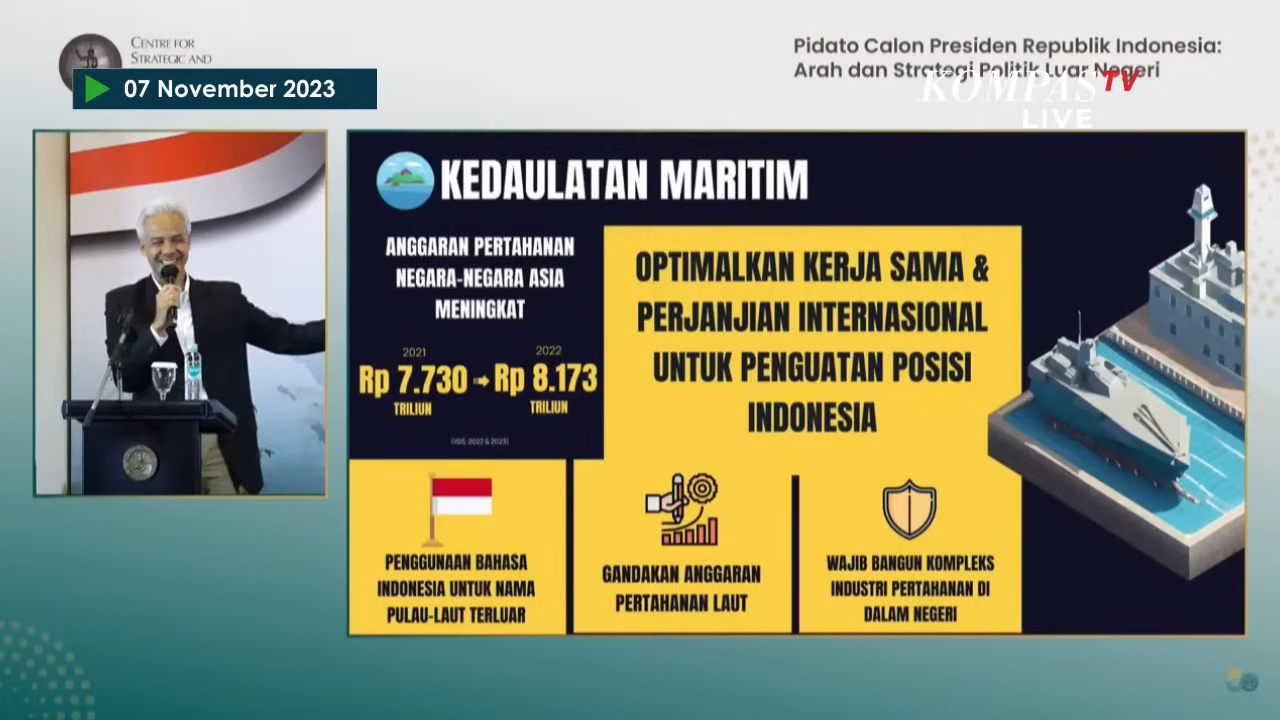 CENTRE FOR
STRATEGIC AND
07 November 2023
Pidato Calon Presiden Republik Indonesia:
Arah dan Strategi Politik Luar Negeri
KOMPAS TV
LIVE
KEDAULATAN MARITIM
ANGGARAN PERTAHANAN
NEGARA-NEGARA ASIA
MENINGKAT
2021
2022
Rp 7.730
Rp 8.173
TRILIUN
TRILIUN
(IISS, 2022 & 2023)
OPTIMALKAN KERJA SAMA &
PERJANJIAN INTERNASIONAL
UNTUK PENGUATAN POSISI
INDONESIA
PENGGUNAAN BAHASA
INDONESIA UNTUK NAMA
PULAU-LAUT TERLUAR
GANDAKAN ANGGARAN
PERTAHANAN LAUT
WAJIB BANGUN KOMPLEKS
INDUSTRI PERTAHANAN DI
DALAM NEGERI